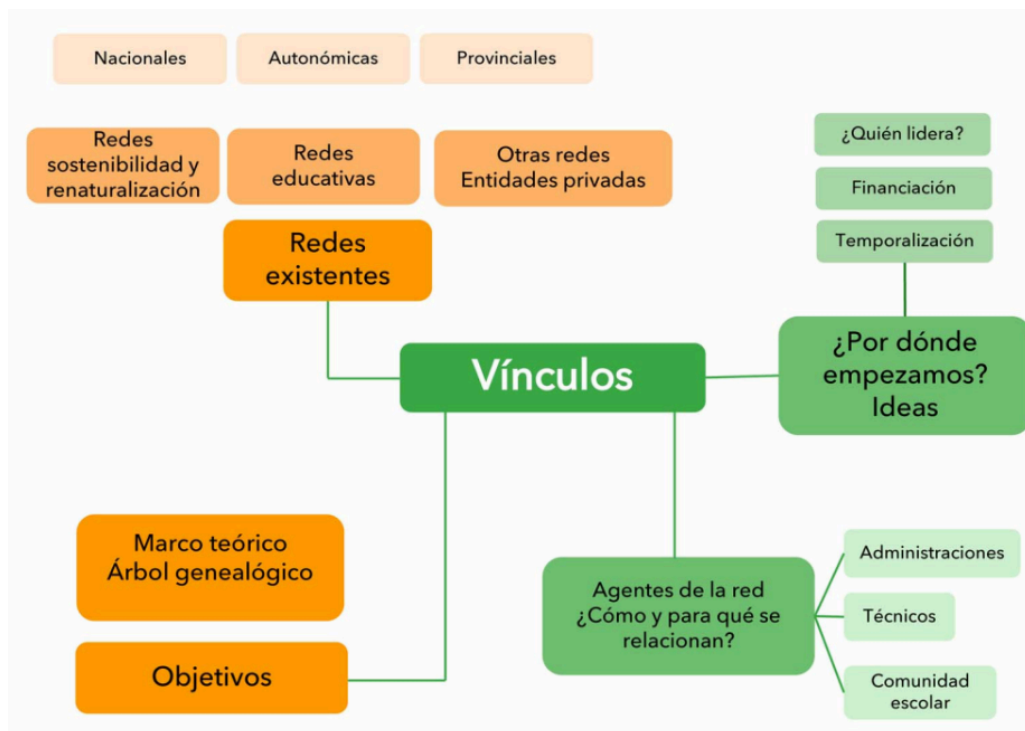 Nacionales
Autonómicas
Provinciales
Redes
sostenibilidad y
renaturalización
Redes
educativas
Otras redes
Entidades privadas
Redes
existentes
¿Quién lidera?
Financiación
Temporalización
¿Por dónde
empezamos?
Ideas
Vínculos
Marco teórico
Árbol genealógico
Objetivos
Agentes de la red
¿Cómo y para qué se
relacionan?
Administraciones
Técnicos
Comunidad
escolar